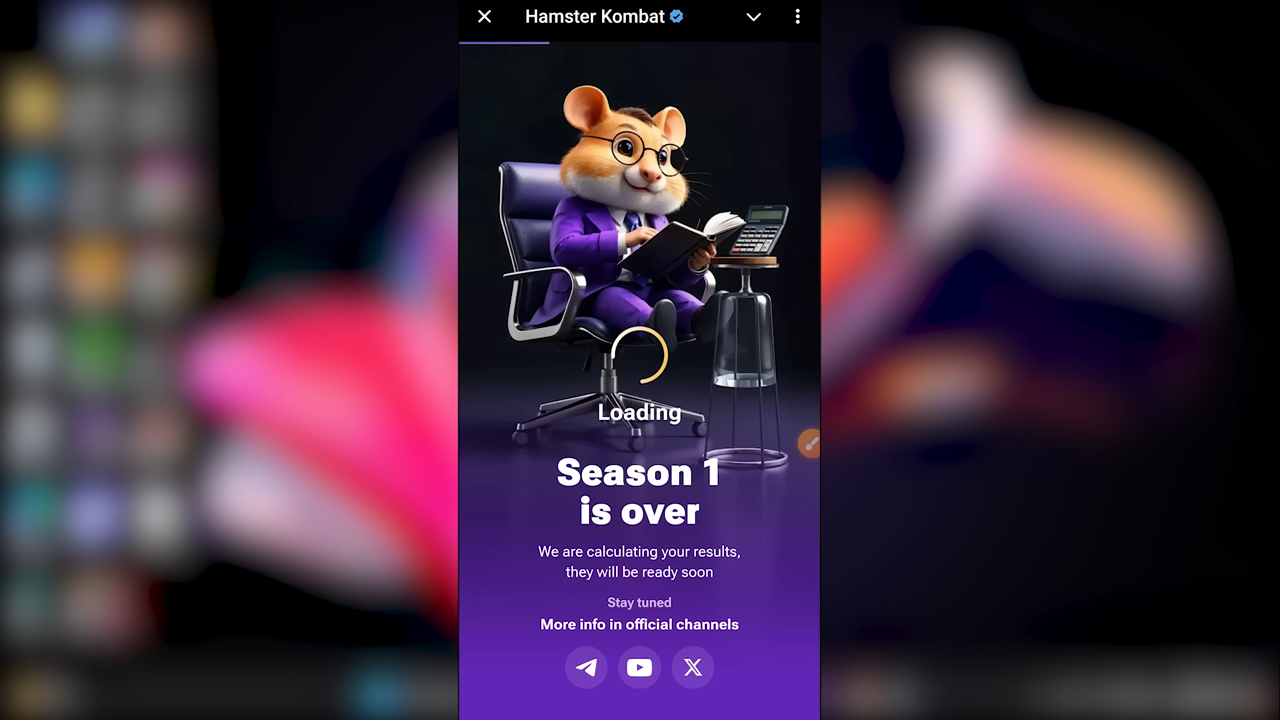 Hamster Kombat
Loading
Season 1
is over
We are calculating your results,
they will be ready soon
Stay tuned
More info in official channels